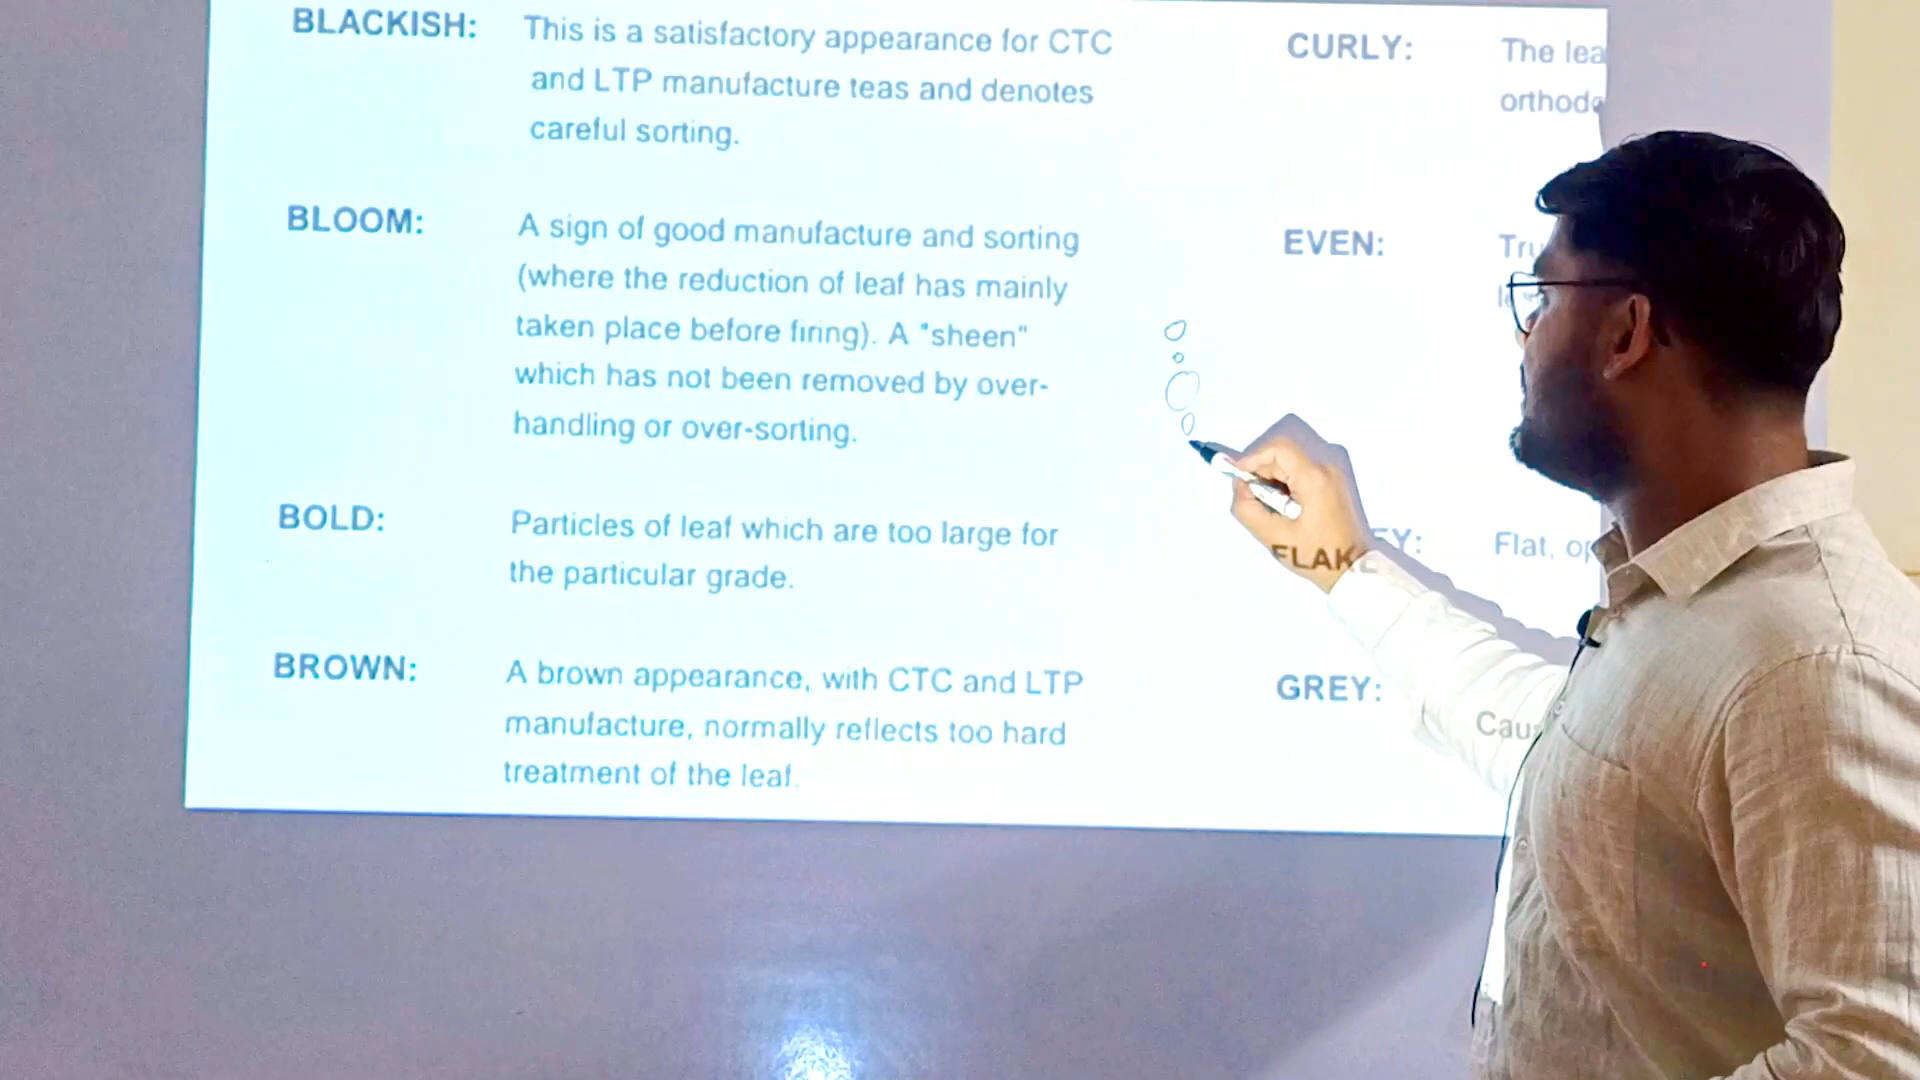 BLACKISH: This is a satisfactory appearance for CTC
and LTP manufacture teas and denotes
careful sorting.
BLOOM: A sign of good manufacture and sorting
(where the reduction of leaf has mainly
taken place before firing). A "sheen"
which has not been removed by over-
handling or over-sorting.
BOLD: Particles of leaf which are too large for
the particular grade.
BROWN: A brown appearance, with CTC and LTP
manufacture, normally reflects too hard
treatment of the leaf.
CURLY: The
EVEN:
FLAKEY: Flat,
GREY: